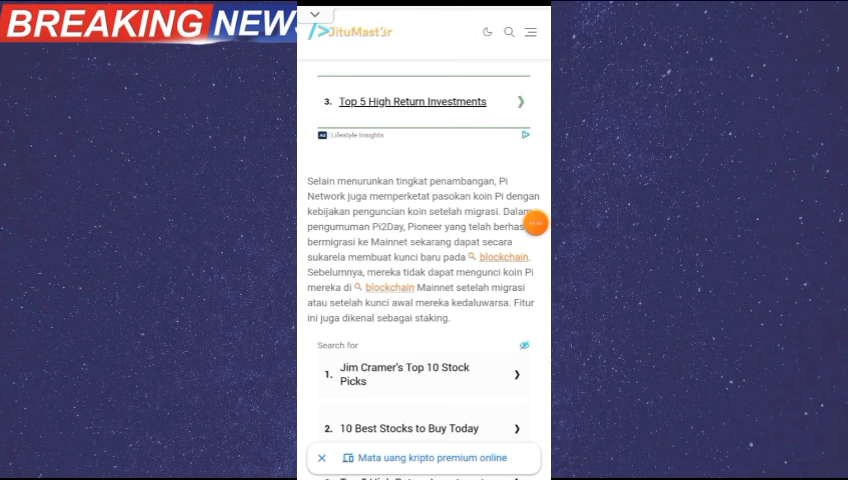 BREAKING NEWS
JituMast3r
3. Top 5 High Return Investments
Ad Lifestyle Insights
Selain menurunkan tingkat penambangan, Pi
Network juga memperketat pasokan koin Pi dengan
kebijakan penguncian koin setelah migrasi. Dalam
pengumuman Pi2Day, Pioneer yang telah berhas
bermigrasi ke Mainnet sekarang dapat secara
sukarela membuat kunci baru pada blockchain.
Sebelumnya, mereka tidak dapat mengunci koin Pi
mereka di blockchain Mainnet setelah migrasi
atau setelah kunci awal mereka kedaluwarsa. Fitur
ini juga dikenal sebagai staking.
Search for
1. Jim Cramer's Top 10 Stock
Picks
2. 10 Best Stocks to Buy Today
Mata uang kripto premium online